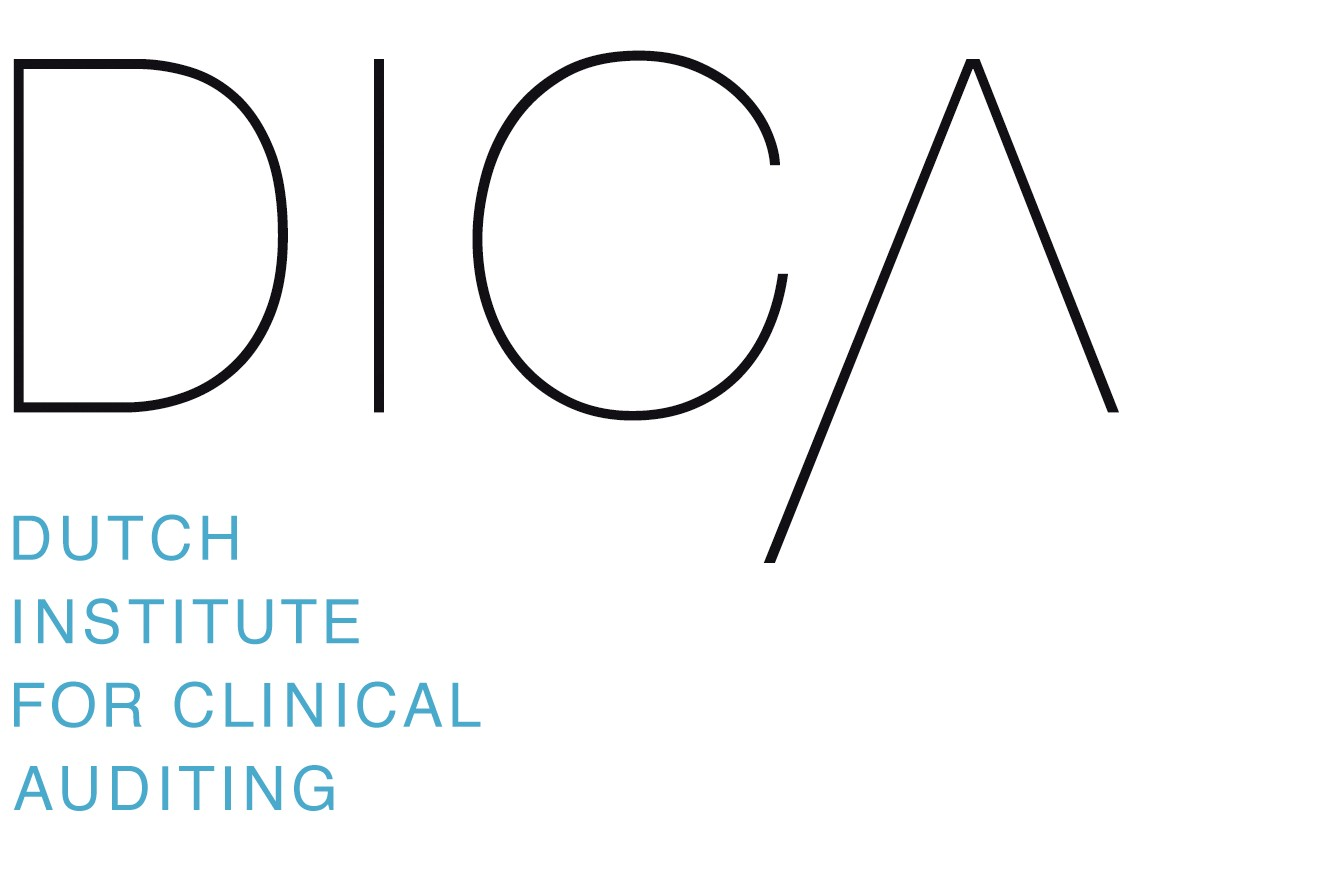 DICA
DUTCH
INSTITUTE
FOR CLINICAL
AUDITING